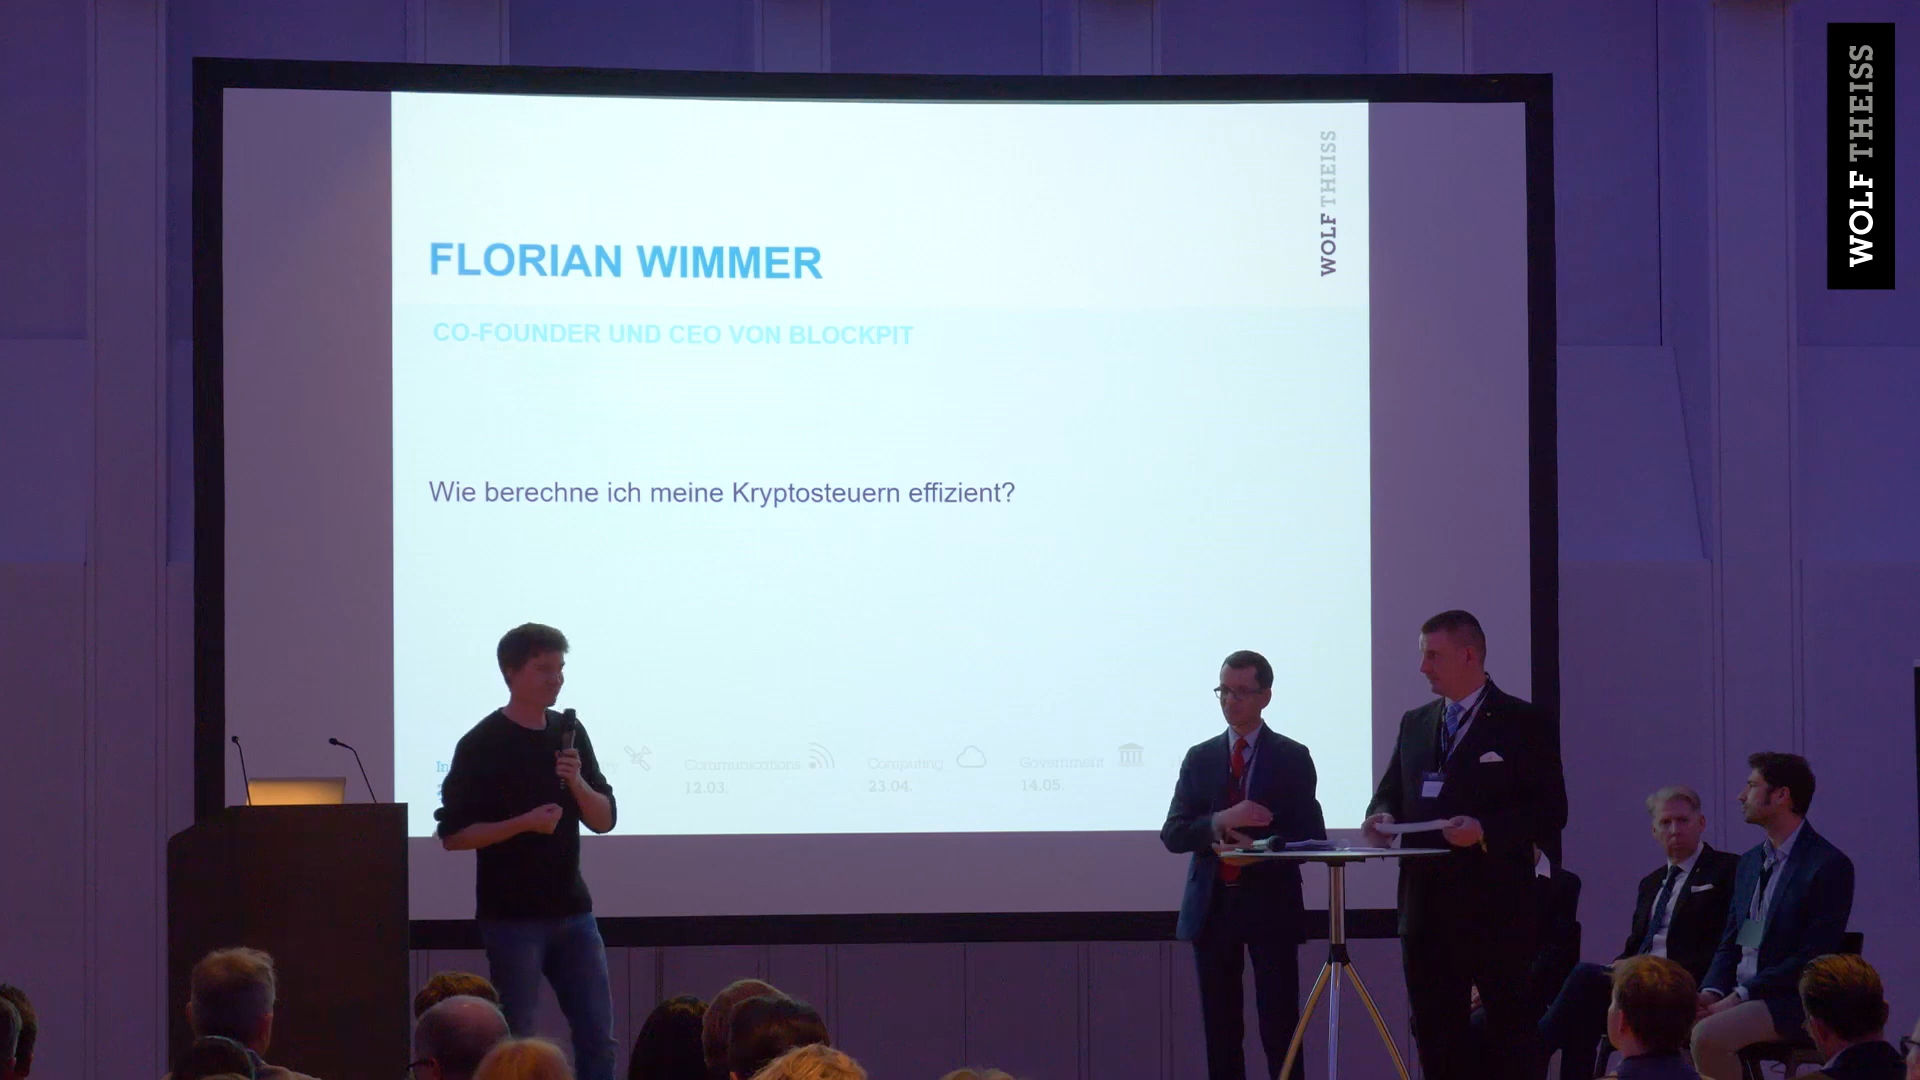 WOLF THEISS
WOLF THEISS
FLORIAN WIMMER
CO-FOUNDER UND CEO VON BLOCKPIT
Wie berechne ich meine Kryptosteuern effizient?
Communications
12.03.
Computing
23.04.
Government
14.05.